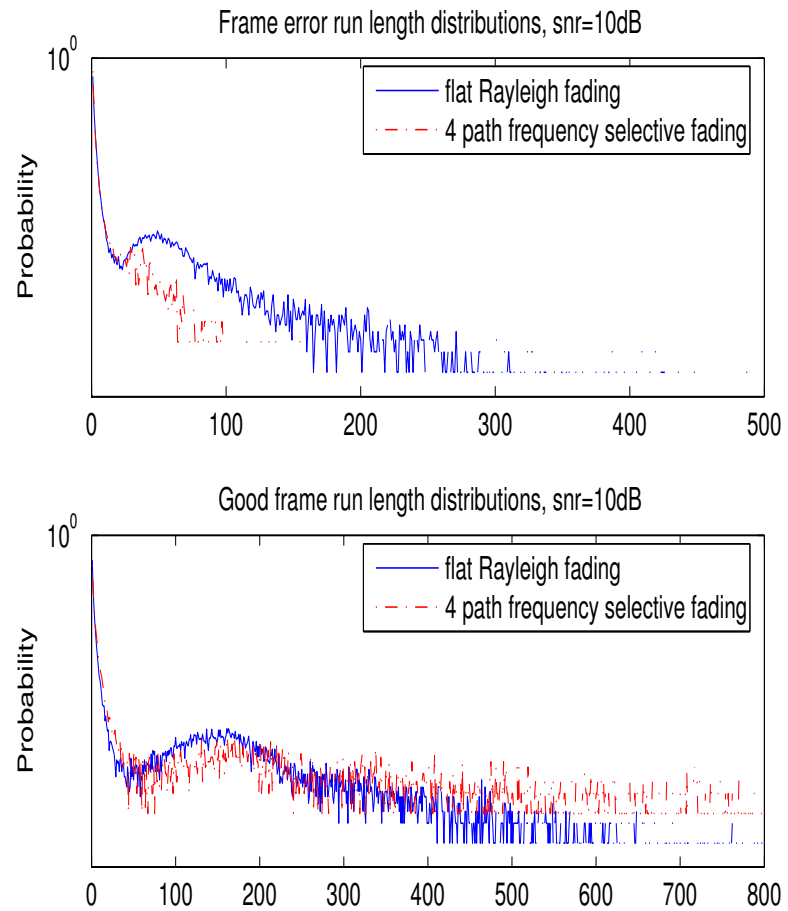 Frame error run length distributions, snr=10dB
10^0
flat Rayleigh fading
4 path frequency selective fading
Probability
0 100 200 300 400 500
Good frame run length distributions, snr=10dB
10^0
flat Rayleigh fading
4 path frequency selective fading
Probability
0 100 200 300 400 500 600 700 800